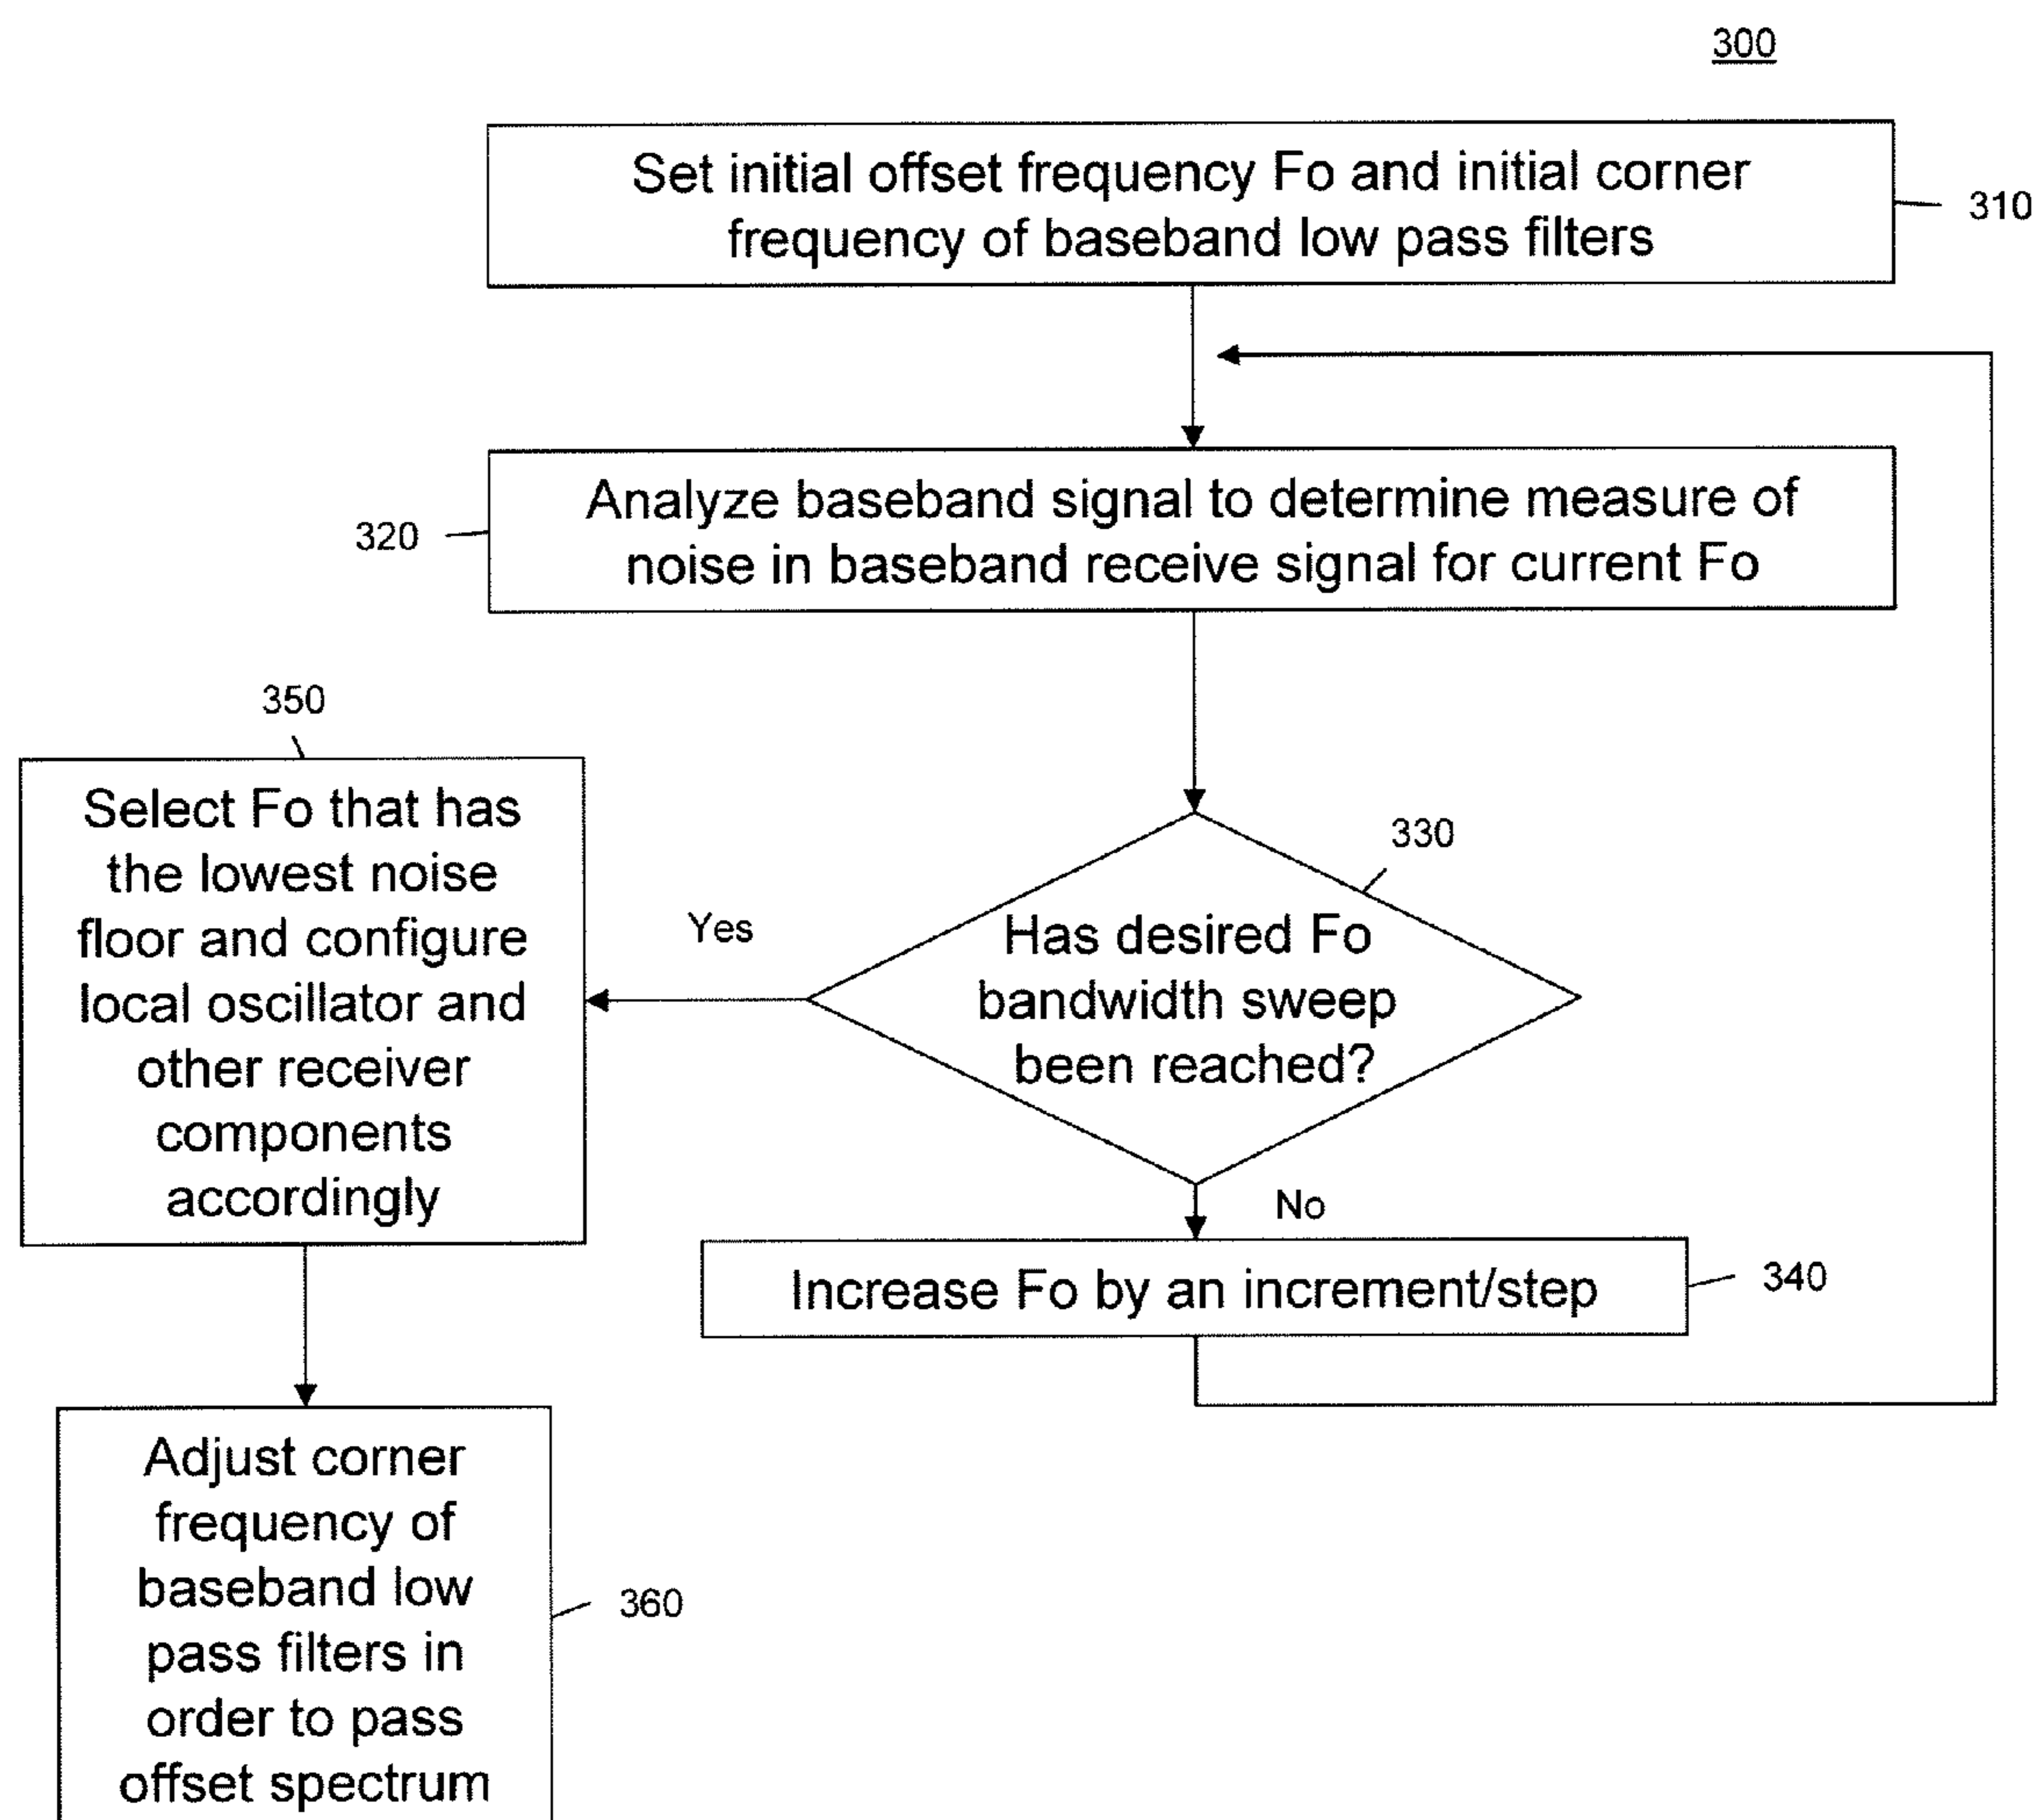 300
Set initial offset frequency Fo and initial corner
frequency of baseband low pass filters
310
Analyze baseband signal to determine measure of
noise in baseband receive signal for current Fo
320
350
Select Fo that has
the lowest noise
floor and configure
local oscillator and
other receiver
components
accordingly
Yes
330
Has desired Fo
bandwidth sweep
been reached?
No
Increase Fo by an increment/step
340
Adjust corner
frequency of
baseband low
pass filters in
order to pass
offset spectrum
360